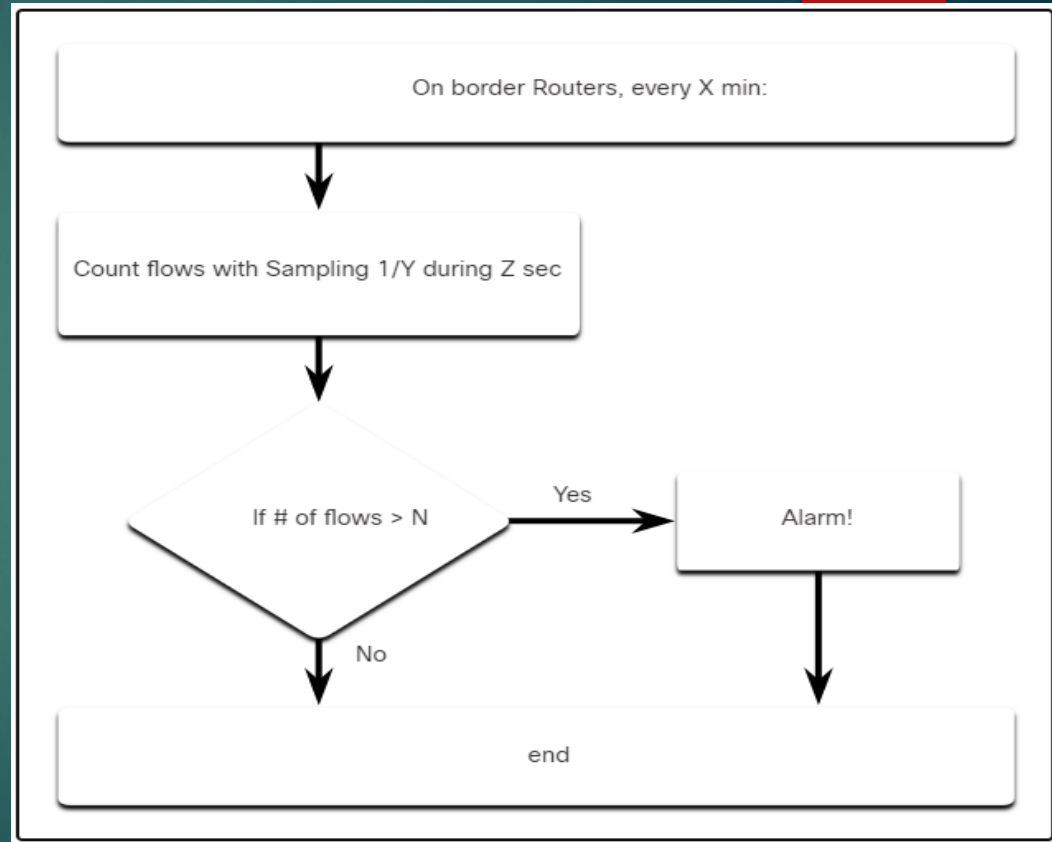 On border Routers, every X min:
Count flows with Sampling 1/Y during Z sec
If # of flows > N
Yes
Alarm!
No
end